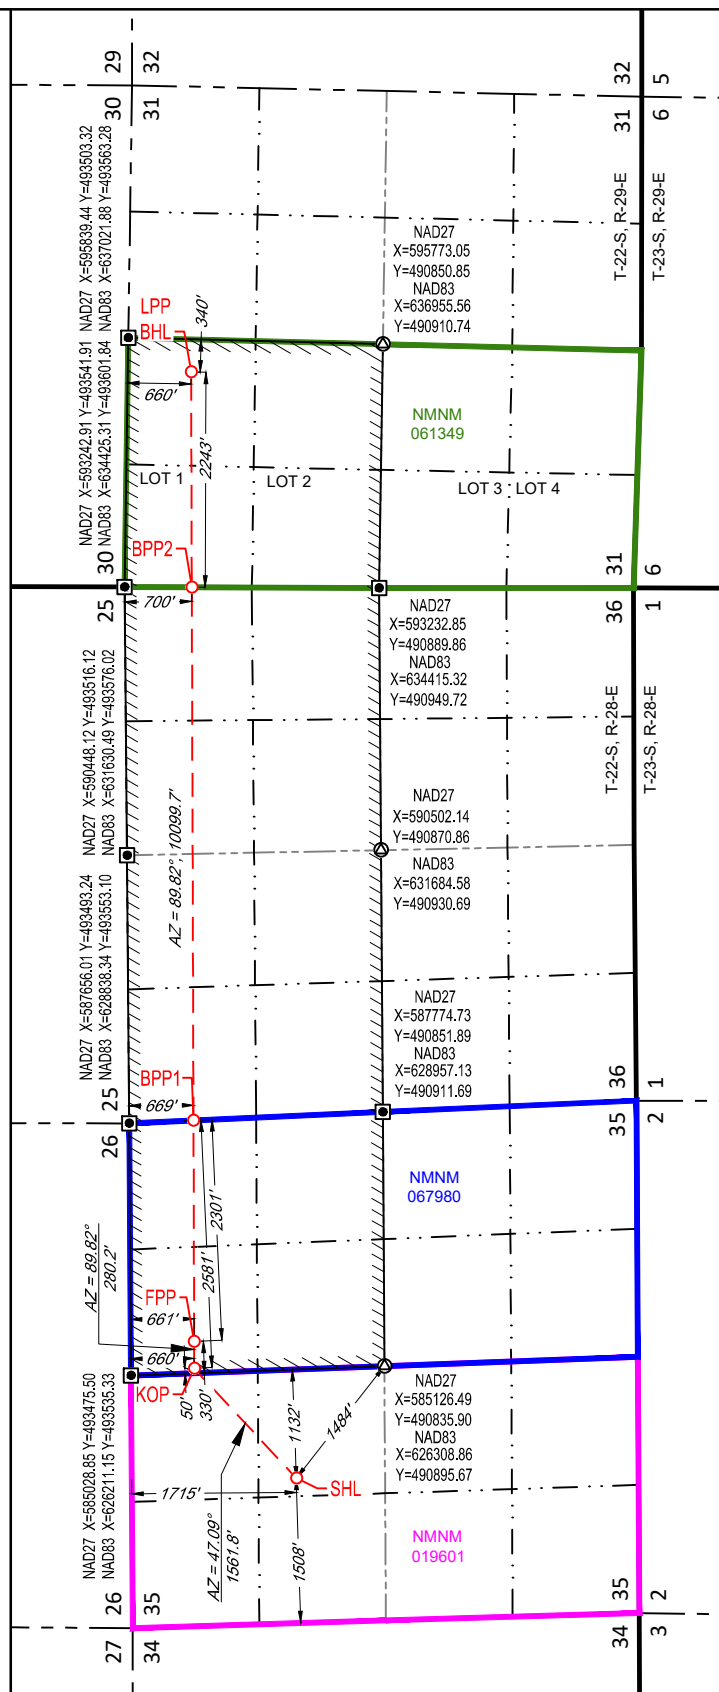 29
32
30
31
32
5
31
6
T-22-S, R-29-E
T-23-S, R-29-E
NAD27 X=595839.44 Y=493503.32
NAD83 X=637021.88 Y=493563.28
NAD27
X=595773.05
Y=490850.85
NAD83
X=636955.56
Y=490910.74
LPP
BHL
340'
660'
2243'
NMNM
061349
NAD27 X=593242.91 Y=493541.91
NAD83 X=634425.31 Y=493601.84
LOT 1
LOT 2
LOT 3
LOT 4
BPP2
30
25
31
6
36
1
700'
NAD27
X=593232.85
Y=490889.86
NAD83
X=634415.32
Y=490949.72
T-22-S, R-28-E
T-23-S, R-28-E
NAD27 X=590448.12 Y=493516.12
NAD83 X=631630.49 Y=493576.02
NAD27
X=590502.14
Y=490870.86
NAD83
X=631684.58
Y=490930.69
AZ = 89.82°, 10099.7'
NAD27 X=587656.01 Y=493493.24
NAD83 X=628838.34 Y=493553.10
NAD27
X=587774.73
Y=490851.89
NAD83
X=628957.13
Y=490911.69
BPP1
25
26
669'
36
1
35
2
NMNM
067980
2301'
2581'
AZ = 89.82°
280.2'
FPP
661'
660'
KOP
50'
330'
NAD27
X=585126.49
Y=490835.90
NAD83
X=626308.86
Y=490895.67
NAD27 X=585028.85 Y=493475.50
NAD83 X=626211.15 Y=493535.33
1132'
1484'
SHL
1715'
AZ = 47.09°
1561.8'
1508'
NMNM
019601
26
35
27
34
35
2
34
3